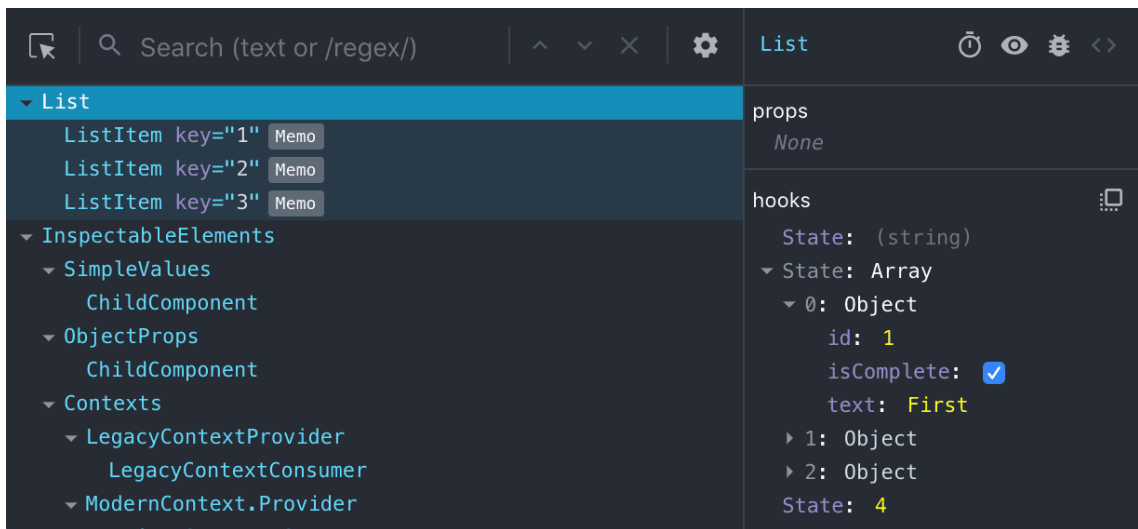 Search (text or /regex/)
List
ListItem key="1" Memo
ListItem key="2" Memo
ListItem key="3" Memo
InspectableElements
SimpleValues
ChildComponent
ObjectProps
ChildComponent
Contexts
LegacyContextProvider
LegacyContextConsumer
ModernContext.Provider
List
props
None
hooks
State: (string)
State: Array
0: Object
id: 1
isComplete:
text: First
1: Object
2: Object
State: 4